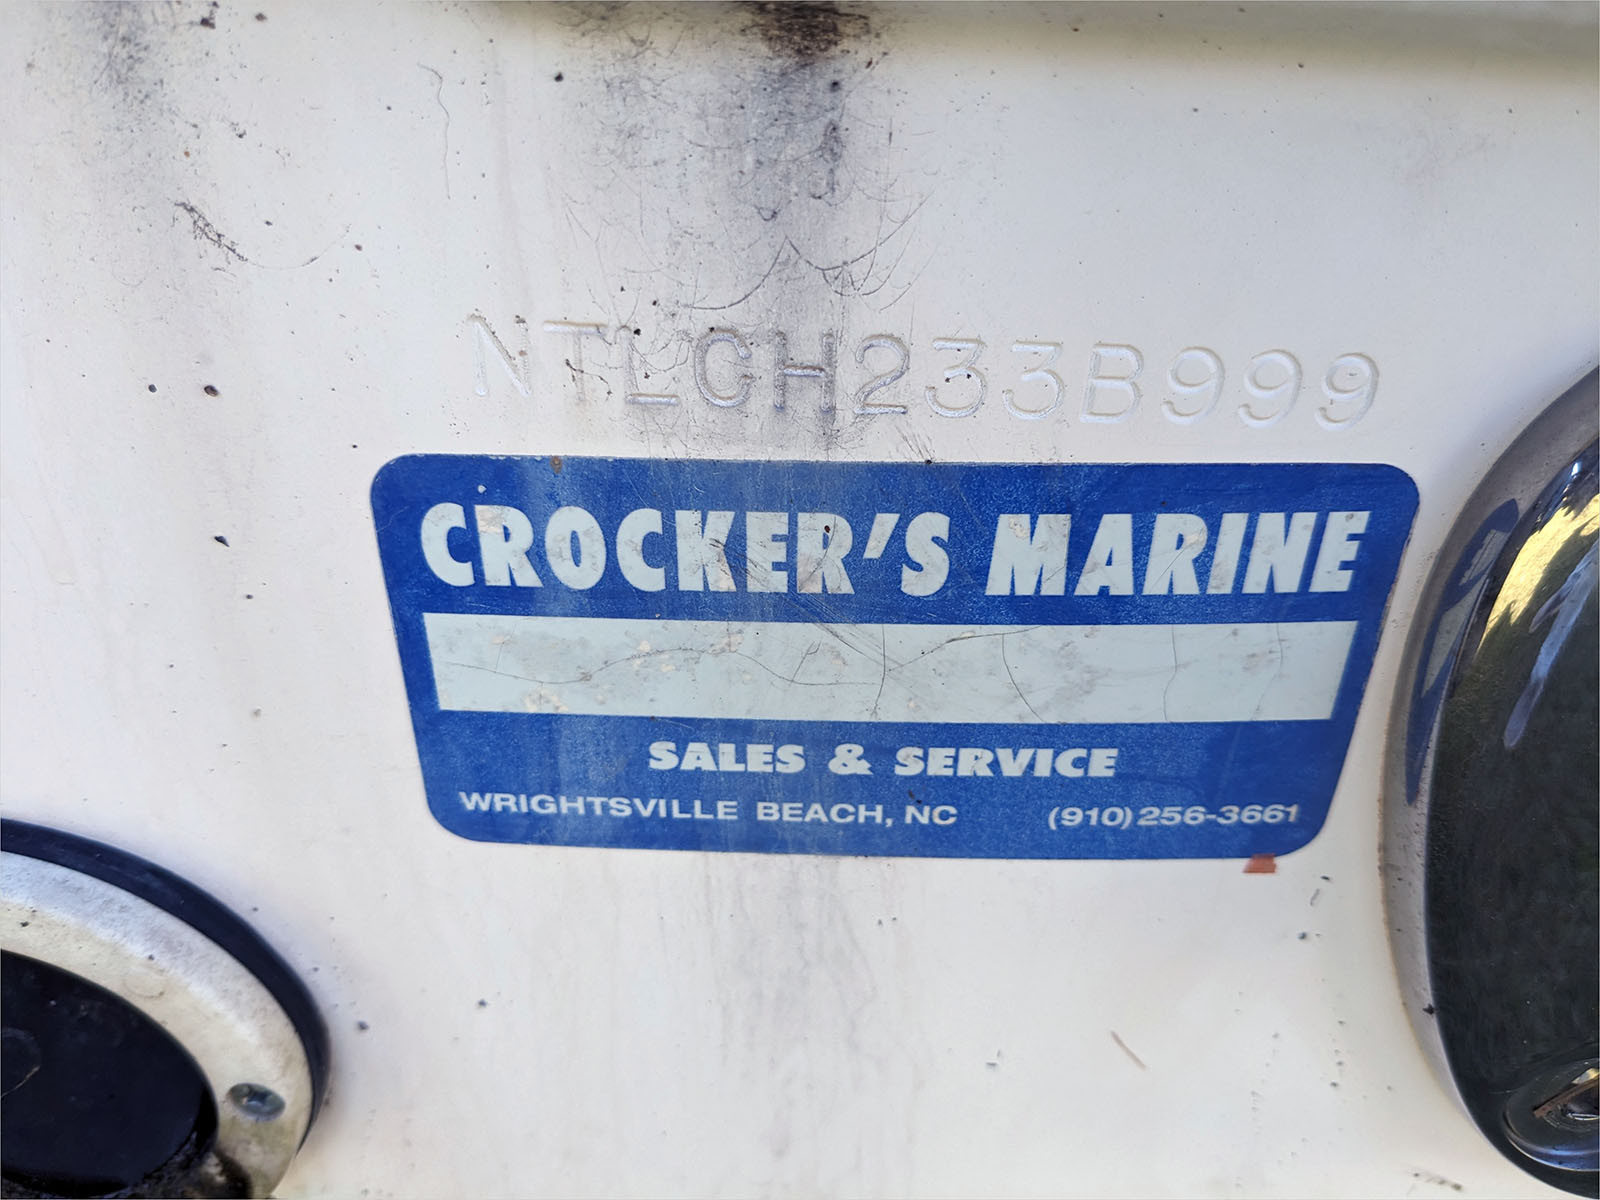 NTLCH233B999
CROCKER'S MARINE
SALES & SERVICE
WRIGHTSVILLE BEACH, NC (910)256-3661